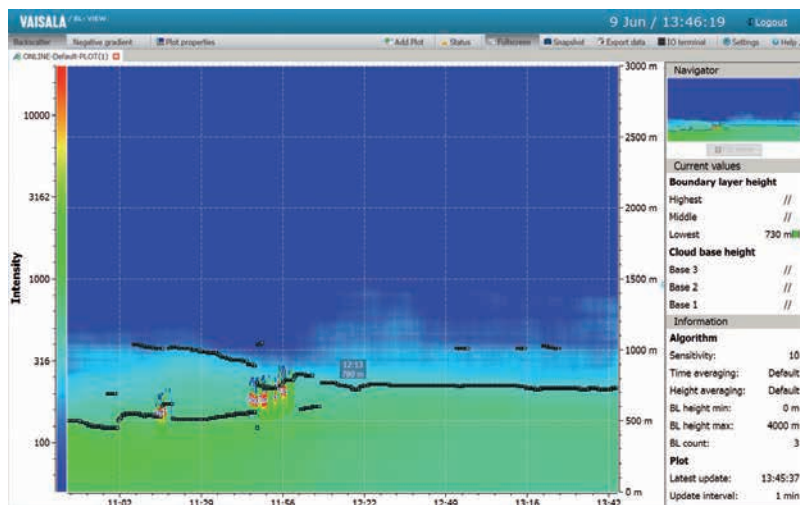 VAISALA / BL-VIEW
9 Jun / 13:46:19 Logout
Backscatter Negative gradient Plot properties Add Plot Status Fullscreen Snapshot Export data IO terminal Settings Help
ONLINE-Default-PLOT(1)
Intensity
10000
3162
1000
316
100
3000 m
2500 m
2000 m
1500 m
1000 m
500 m
0 m
12:13
780 m
11:02 11:29 11:56 12:22 12:49 13:16 13:42
Navigator
Current values
Boundary layer height
Highest //
Middle //
Lowest 730 m
Cloud base height
Base 3 //
Base 2 //
Base 1 //
Information
Algorithm
Sensitivity: 10
Time averaging: Default
Height averaging: Default
BL height min: 0 m
BL height max: 4000 m
BL count: 3
Plot
Latest update: 13:45:37
Update interval: 1 min